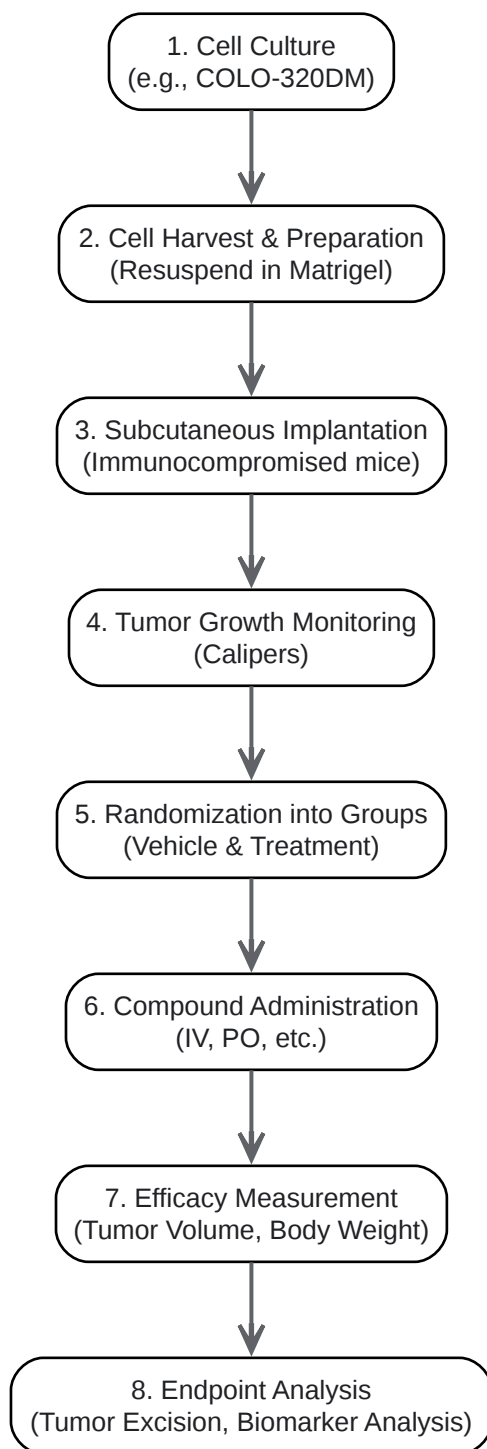 1. Cell Culture
(e.g., COLO-320DM)
2. Cell Harvest & Preparation
(Resuspend in Matrigel)
3. Subcutaneous Implantation
(Immunocompromised mice)
4. Tumor Growth Monitoring
(Calipers)
5. Randomization into Groups
(Vehicle & Treatment)
6. Compound Administration
(IV, PO, etc.)
7. Efficacy Measurement
(Tumor Volume, Body Weight)
8. Endpoint Analysis
(Tumor Excision, Biomarker Analysis)